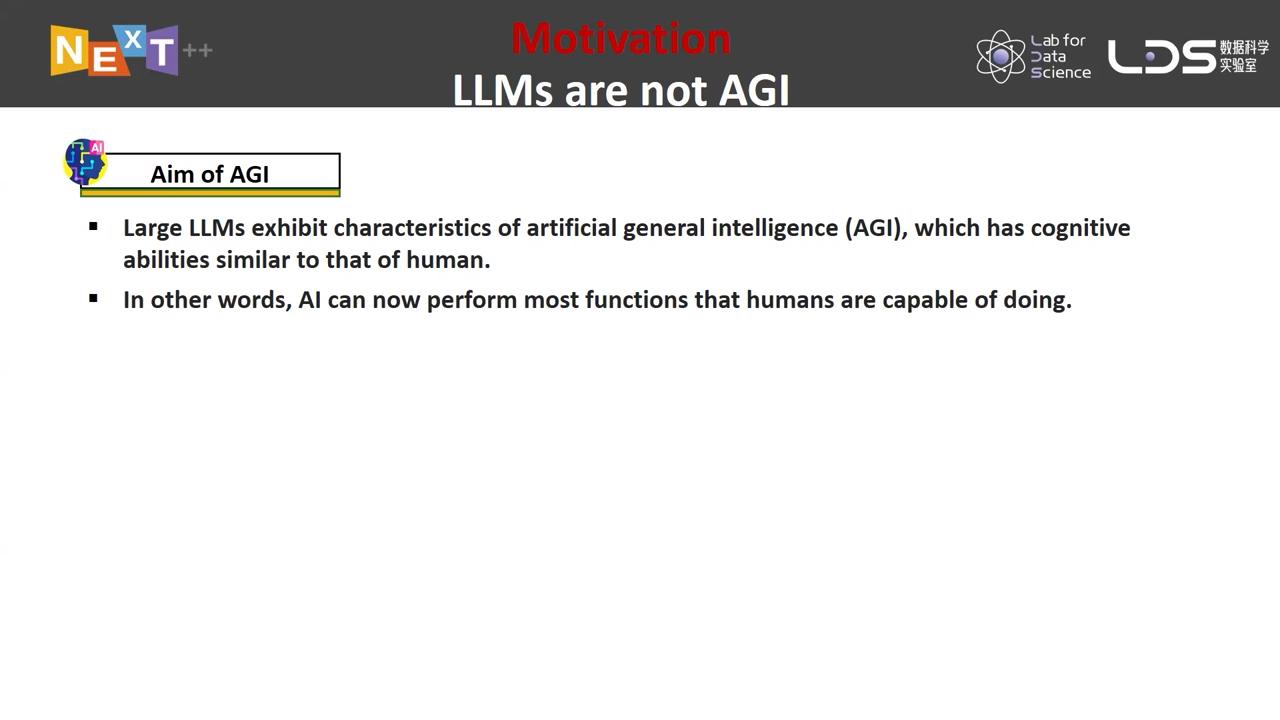 NExT++
Motivation
LLMs are not AGI
Lab for
Data
Science
LDS
数据科学
实验室
AI
Aim of AGI
▪ Large LLMs exhibit characteristics of artificial general intelligence (AGI), which has cognitive
abilities similar to that of human.
▪ In other words, AI can now perform most functions that humans are capable of doing.